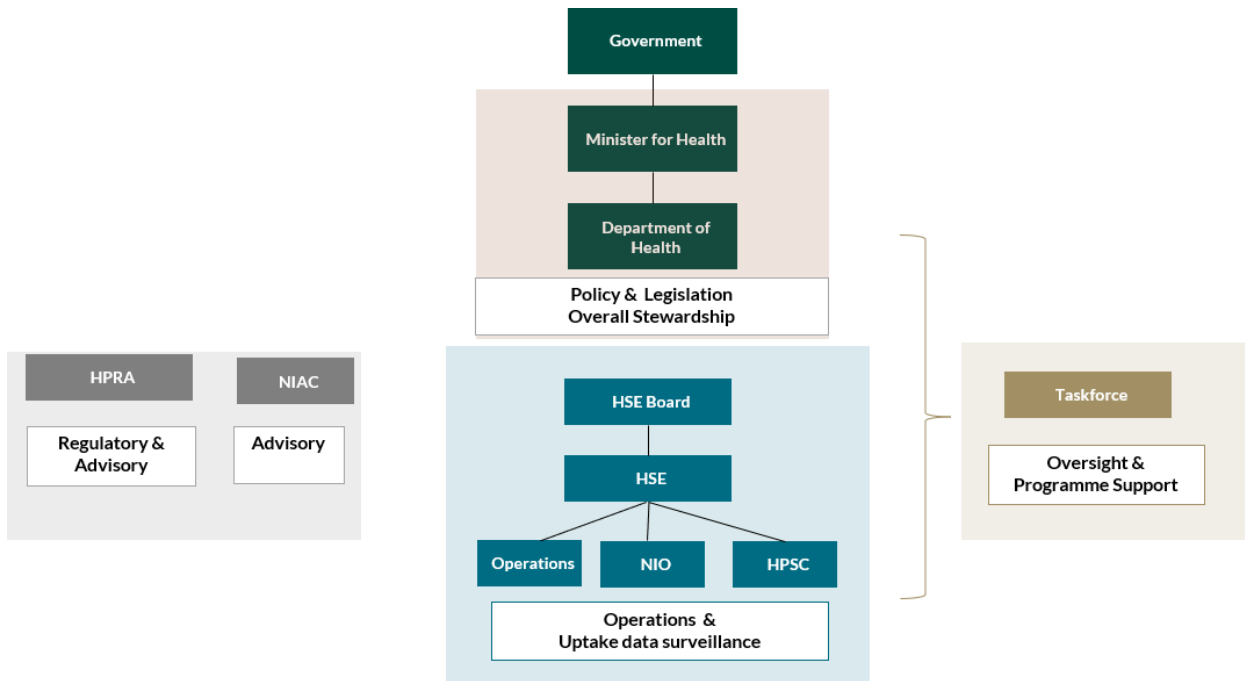 Government
Minister for Health
Department of
Health
Policy & Legislation
Overall Stewardship
HPRA
NIAC
Regulatory &
Advisory
Advisory
HSE Board
HSE
Operations
NIO
HPSC
Operations &
Uptake data surveillance
Taskforce
Oversight &
Programme Support